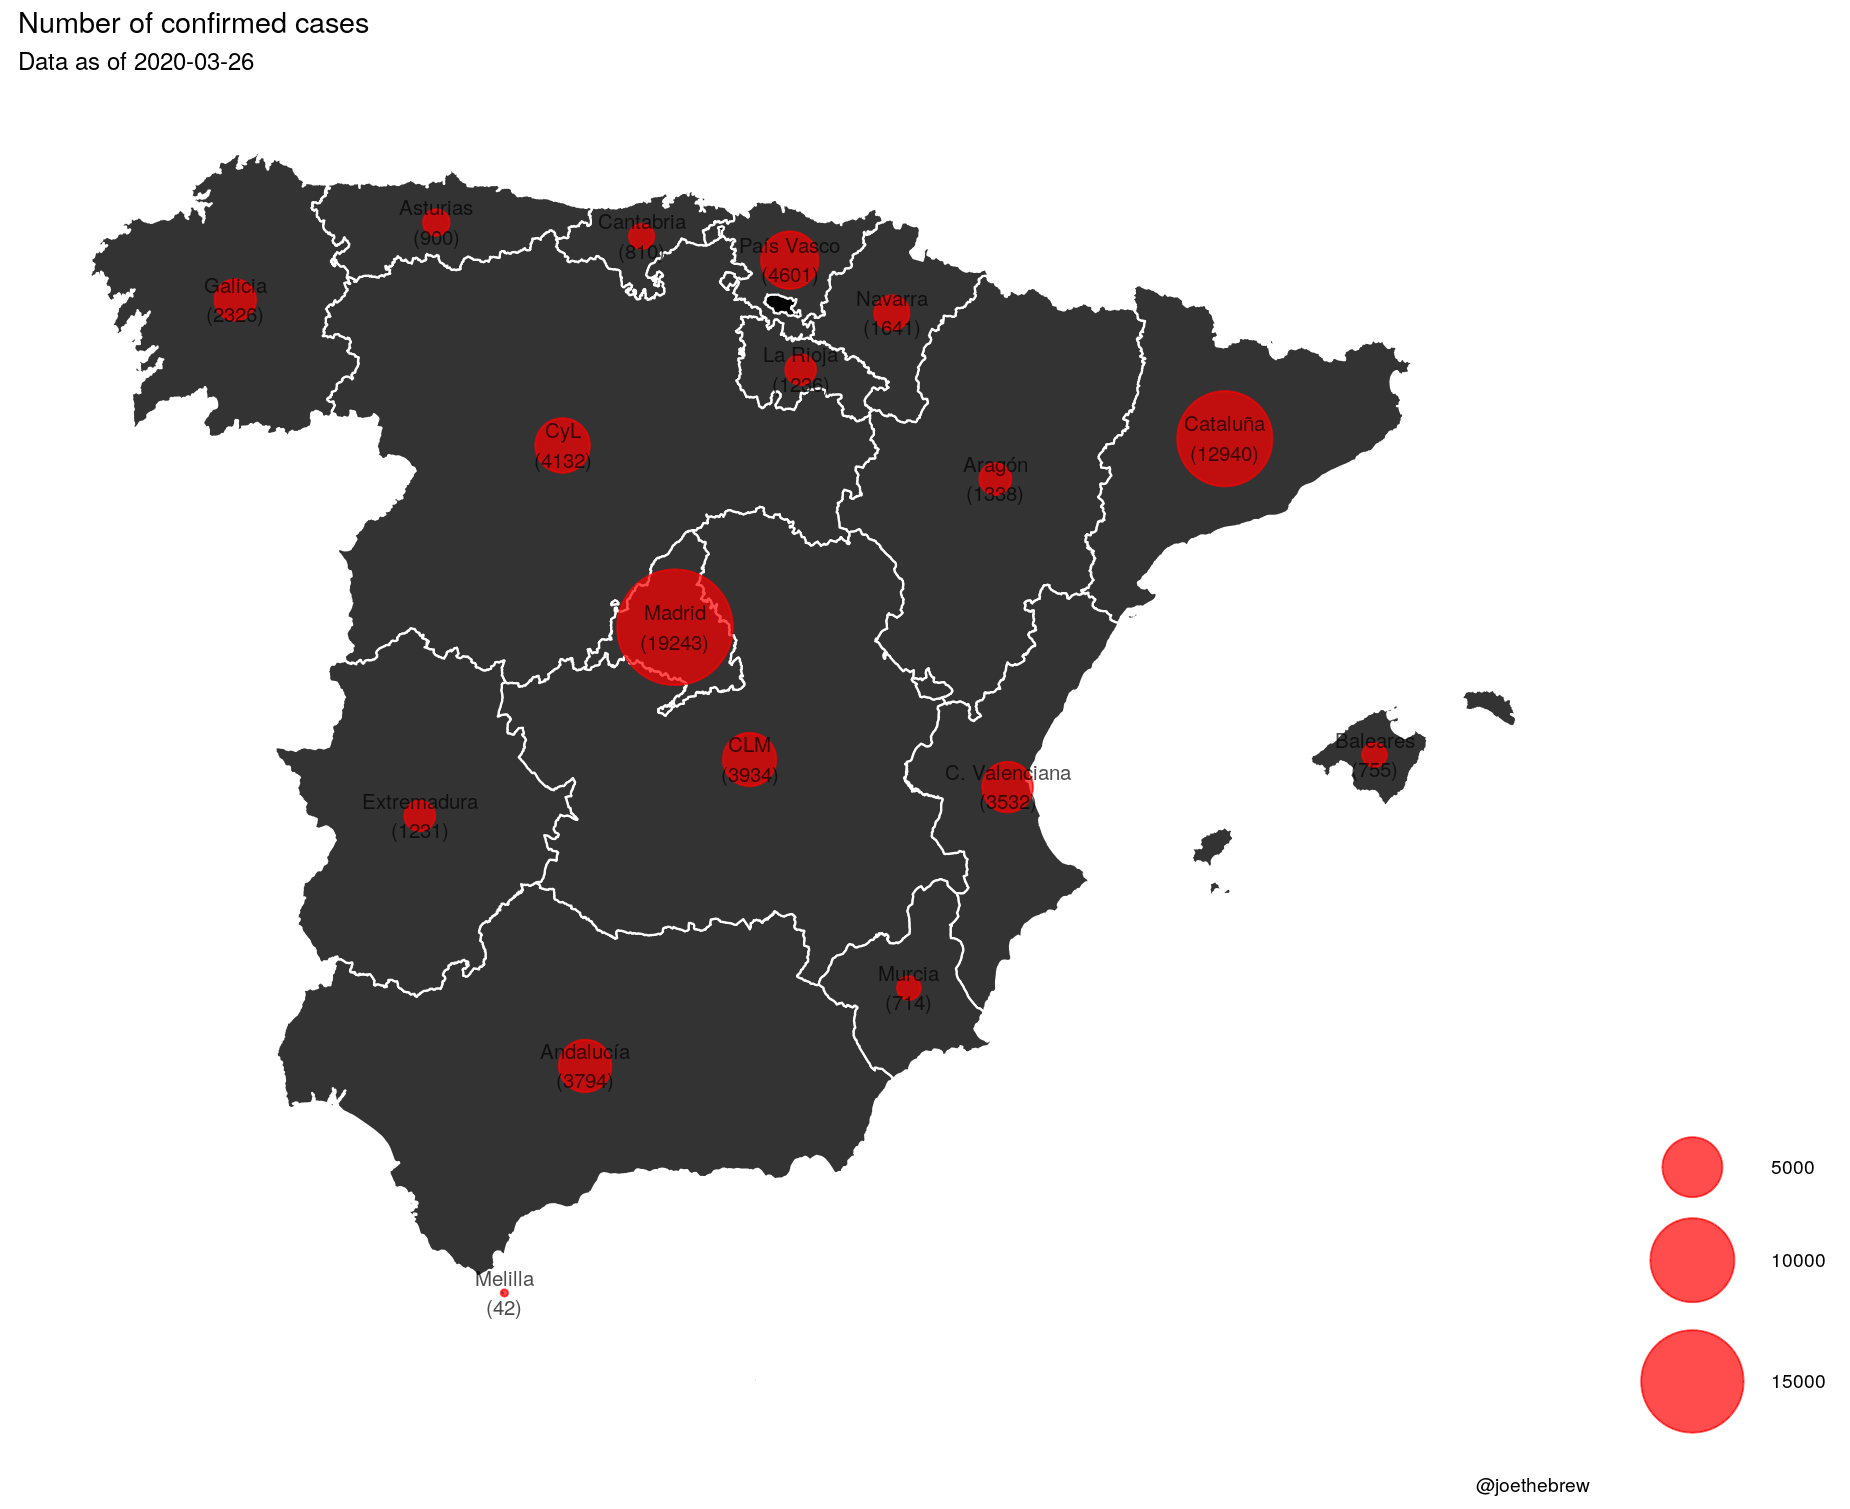 Number of confirmed cases
Data as of 2020-03-26
Asturias
(900)
Cantabria
(810)
País Vasco
(4601)
Galicia
(2326)
Navarra
(1641)
La Rioja
(1236)
Cataluña
(12940)
CyL
(4132)
Aragón
(1338)
Madrid
(19243)
CLM
(3934)
Baleares
(755)
C. Valenciana
(3532)
Extremadura
(1231)
Murcia
(714)
Andalucía
(3794)
Melilla
(42)
5000
10000
15000
@joethebrew